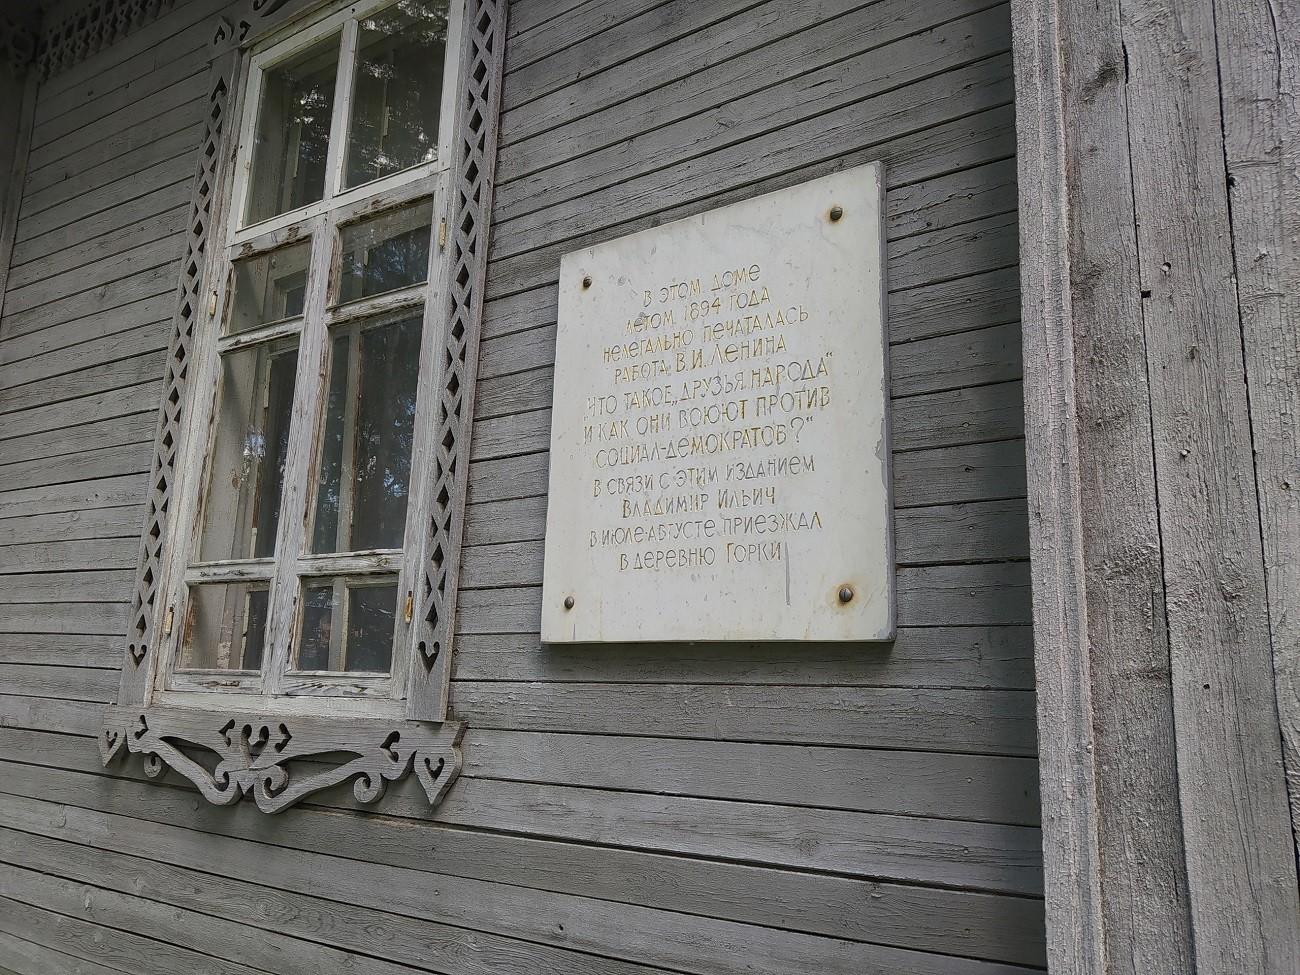 В ЭТОМ ДОМЕ
ЛЕТОМ 1894 ГОДА
НЕЛЕГАЛЬНО ПЕЧАТАЛАСЬ
РАБОТА В.И. ЛЕНИНА
„ЧТО ТАКОЕ „ДРУЗЬЯ НАРОДА“
И КАК ОНИ ВОЮЮТ ПРОТИВ
СОЦИАЛ-ДЕМОКРАТОВ?“
В СВЯЗИ С ЭТИМ ИЗДАНИЕМ
ВЛАДИМИР ИЛЬИЧ
В ИЮЛЕ-АВГУСТЕ ПРИЕЗЖАЛ
В ДЕРЕВНЮ ГОРКИ